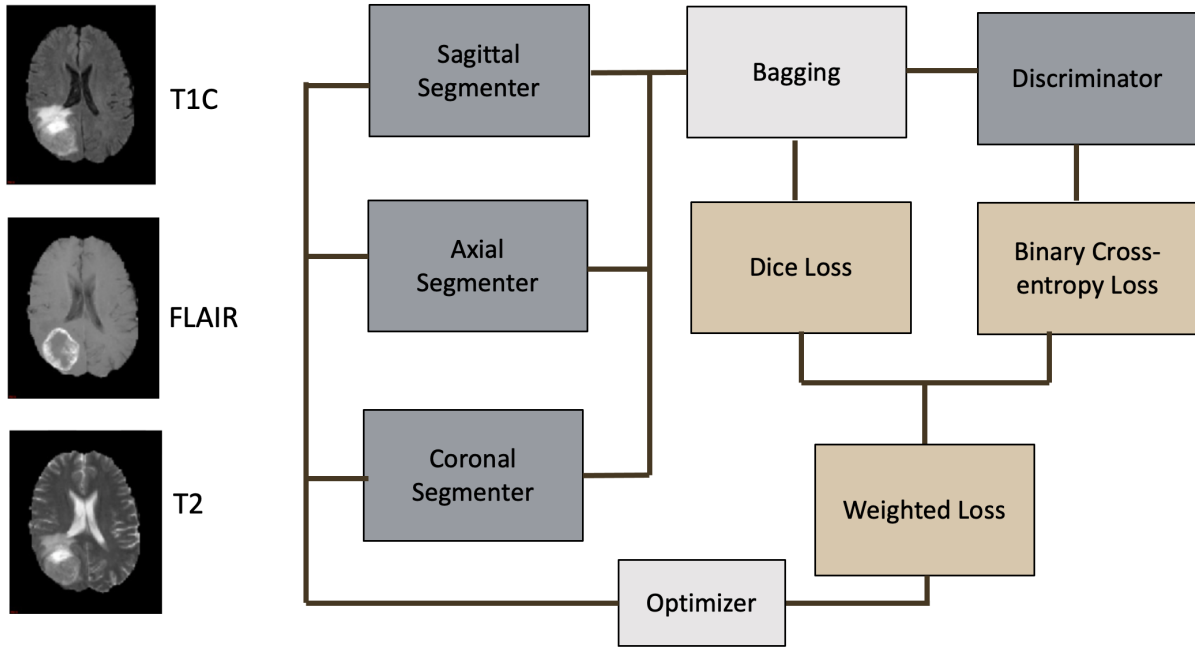 T1C
FLAIR
T2
Sagittal
Segmenter
Axial
Segmenter
Coronal
Segmenter
Bagging
Discriminator
Dice Loss
Binary Cross-
entropy Loss
Weighted Loss
Optimizer